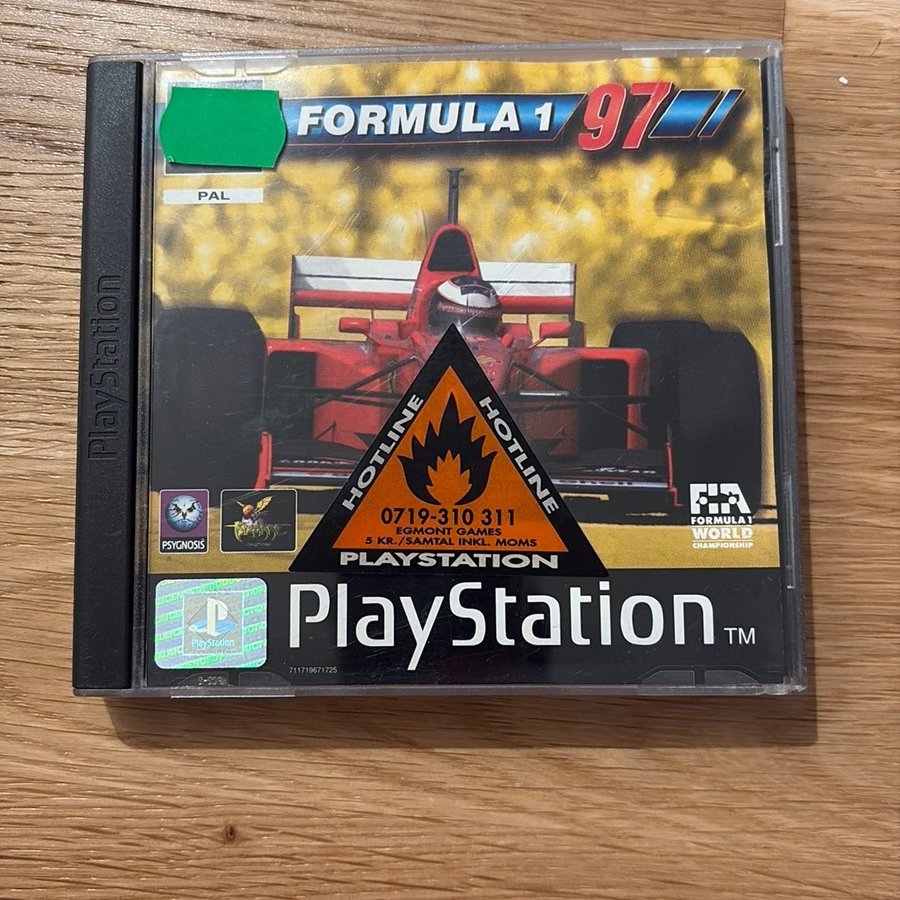 FORMULA 1 97
PAL
PlayStation
HOTLINE
HOTLINE
0719-310 311
EGMONT GAMES
5 KR./SAMTAL INKL. MOMS
PLAYSTATION
PSYGNOSIS
FIA
FORMULA 1
WORLD
CHAMPIONSHIP
PlayStation
PlayStation TM
711719671725